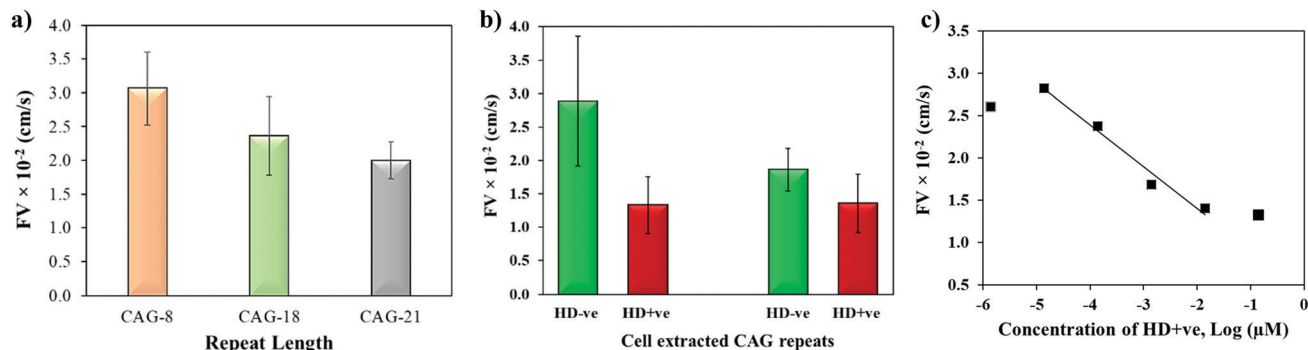 a)
FV × 10⁻² (cm/s)
4.0
3.5
3.0
2.5
2.0
1.5
1.0
0.5
0.0
CAG-8 CAG-18 CAG-21
Repeat Length
b)
FV × 10⁻² (cm/s)
4.0
3.5
3.0
2.5
2.0
1.5
1.0
0.5
0.0
HD-ve HD+ve HD-ve HD+ve
Cell extracted CAG repeats
c)
FV × 10⁻² (cm/s)
3.5
3.0
2.5
2.0
1.5
1.0
0.5
-6 -5 -4 -3 -2 -1 0
Concentration of HD+ve, Log (µM)